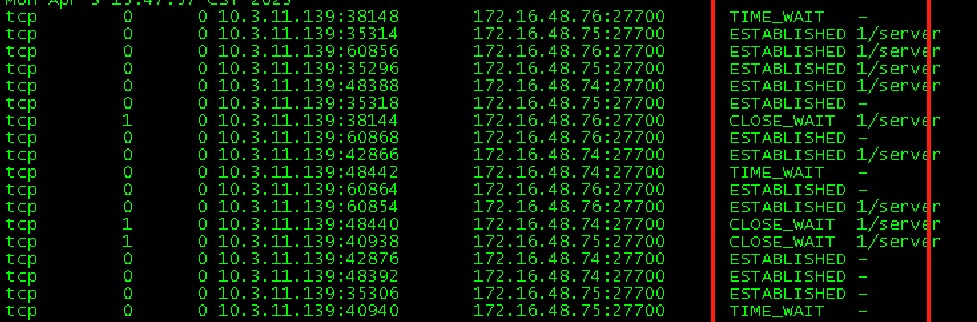 tcp 0 0 10.3.11.139:38148 172.16.48.76:27700 TIME_WAIT -
tcp 0 0 10.3.11.139:35314 172.16.48.75:27700 ESTABLISHED 1/server
tcp 0 0 10.3.11.139:60856 172.16.48.76:27700 ESTABLISHED 1/server
tcp 0 0 10.3.11.139:35296 172.16.48.75:27700 ESTABLISHED 1/server
tcp 0 0 10.3.11.139:48388 172.16.48.74:27700 ESTABLISHED 1/server
tcp 0 0 10.3.11.139:35318 172.16.48.75:27700 ESTABLISHED -
tcp 1 0 10.3.11.139:38144 172.16.48.76:27700 CLOSE_WAIT 1/server
tcp 0 0 10.3.11.139:60868 172.16.48.76:27700 ESTABLISHED -
tcp 0 0 10.3.11.139:42866 172.16.48.74:27700 ESTABLISHED 1/server
tcp 0 0 10.3.11.139:48442 172.16.48.74:27700 TIME_WAIT -
tcp 0 0 10.3.11.139:60864 172.16.48.76:27700 ESTABLISHED -
tcp 0 0 10.3.11.139:60854 172.16.48.76:27700 ESTABLISHED 1/server
tcp 1 0 10.3.11.139:48440 172.16.48.74:27700 CLOSE_WAIT 1/server
tcp 1 0 10.3.11.139:40938 172.16.48.75:27700 CLOSE_WAIT 1/server
tcp 0 0 10.3.11.139:42876 172.16.48.74:27700 ESTABLISHED -
tcp 0 0 10.3.11.139:48392 172.16.48.74:27700 ESTABLISHED -
tcp 0 0 10.3.11.139:35306 172.16.48.75:27700 ESTABLISHED -
tcp 0 0 10.3.11.139:40940 172.16.48.75:27700 TIME_WAIT -